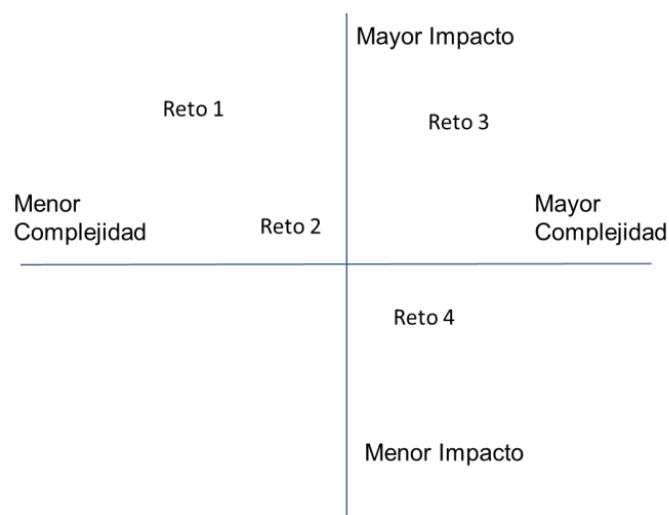 Mayor Impacto
Reto 1
Reto 3
Menor
Complejidad
Reto 2
Mayor
Complejidad
Reto 4
Menor Impacto